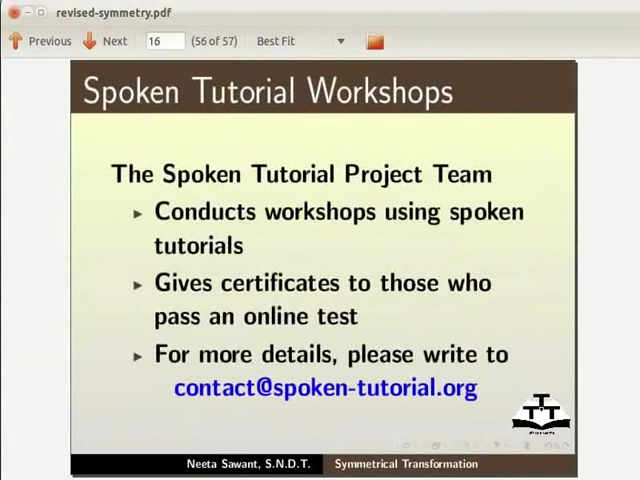 revised-symmetry.pdf
Previous Next 16 (56 of 57) Best Fit
Spoken Tutorial Workshops
The Spoken Tutorial Project Team
Conducts workshops using spoken
tutorials
Gives certificates to those who
pass an online test
For more details, please write to
contact@spoken-tutorial.org
Neeta Sawant, S.N.D.T. Symmetrical Transformation